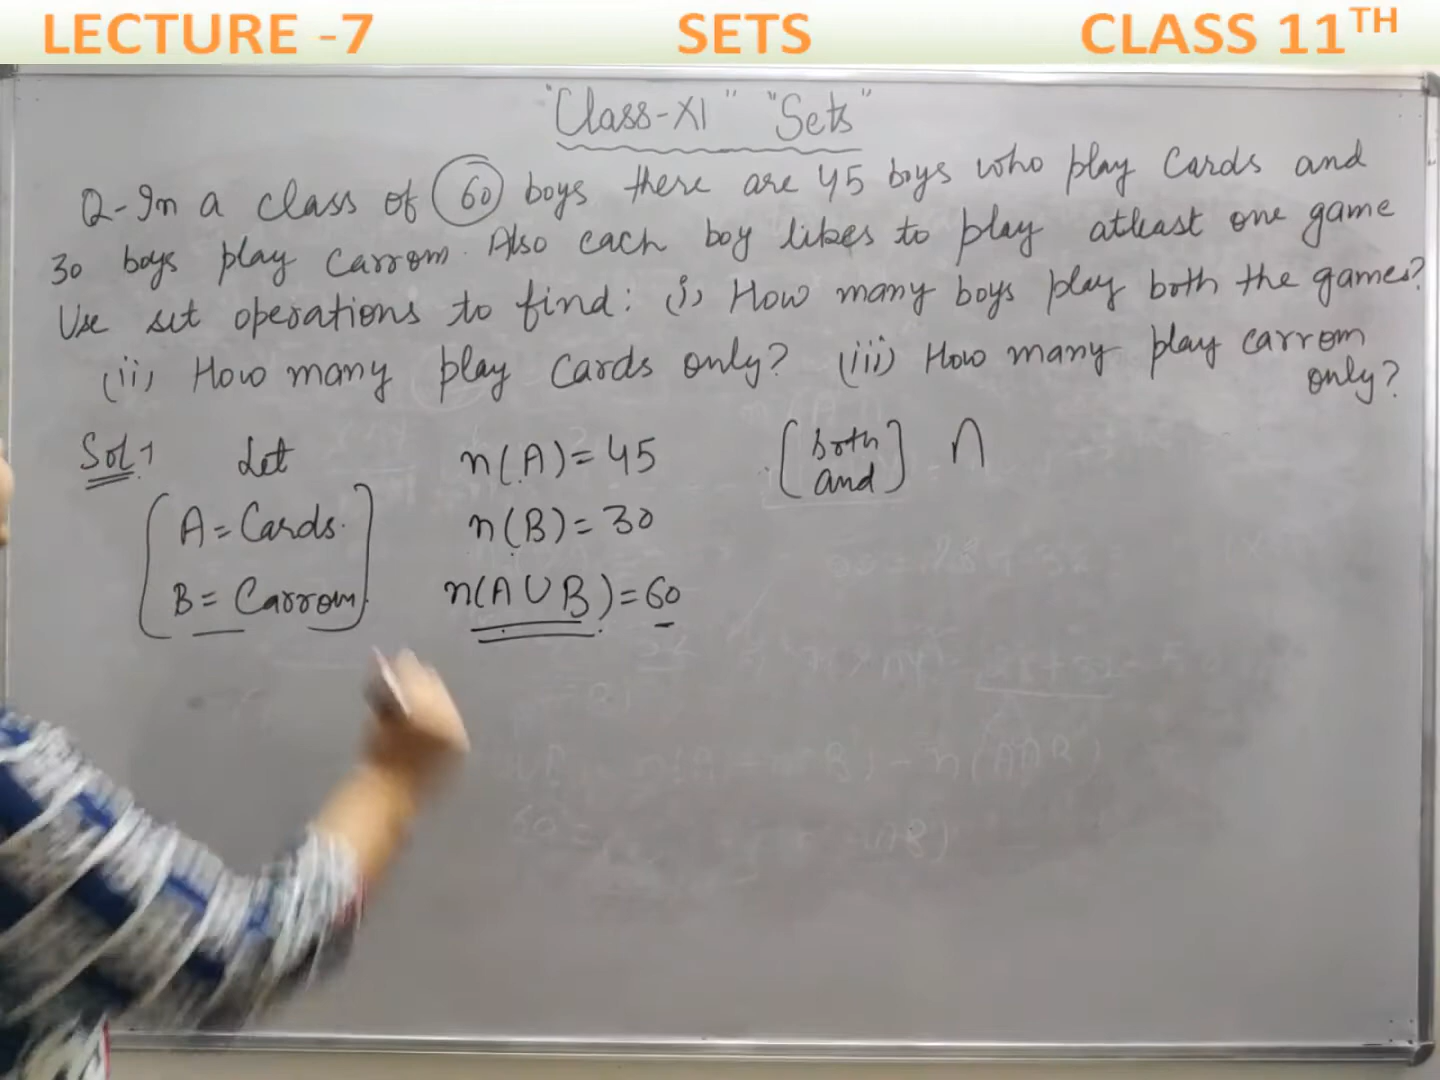 LECTURE -7 SETS CLASS 11TH
"Class-XI" "Sets"
Q-In a class of 60 boys there are 45 boys who play Cards and
30 boys play carrom. Also each boy likes to play atleast one game
Use set operations to find: (i) How many boys play both the games?
(ii) How many play Cards only? (iii) How many play carrom
only?
Sol-1 Let n(A)=45 [both and] ∩
A=Cards. n(B)=30
B= Carrom n(A∪B)=60